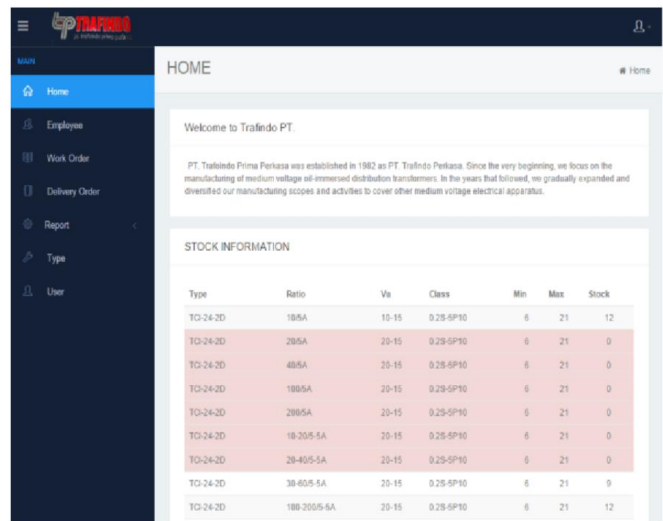 TRAFINDO
MAIN
Home
Employee
Work Order
Delivery Order
Report
Type
User
HOME
Home
Welcome to Trafindo PT.
PT. Trafoindo Prima Perkasa was established in 1982 as PT. Trafindo Perkasa. Since the very beginning, we focus on the
manufacturing of medium voltage oil-immersed distribution transformers. In the years that followed, we gradually expanded and
diversified our manufacturing scopes and activities to cover other medium voltage electrical apparatus.
STOCK INFORMATION
Type Ratio Va Class Min Max Stock
TCI-24-2D 10/5A 10-15 0.2S-5P10 6 21 12
TCI-24-2D 20/5A 20-15 0.2S-5P10 6 21 0
TCI-24-2D 40/5A 20-15 0.2S-5P10 6 21 0
TCI-24-2D 100/5A 20-15 0.2S-5P10 6 21 0
TCI-24-2D 200/5A 20-15 0.2S-5P10 6 21 0
TCI-24-2D 10-20/5-5A 20-15 0.2S-5P10 6 21 0
TCI-24-2D 20-40/5-5A 20-15 0.2S-5P10 6 21 0
TCI-24-2D 30-60/5-5A 20-15 0.2S-5P10 6 21 9
TCI-24-2D 100-200/5-5A 20-15 0.2S-5P10 6 21 12